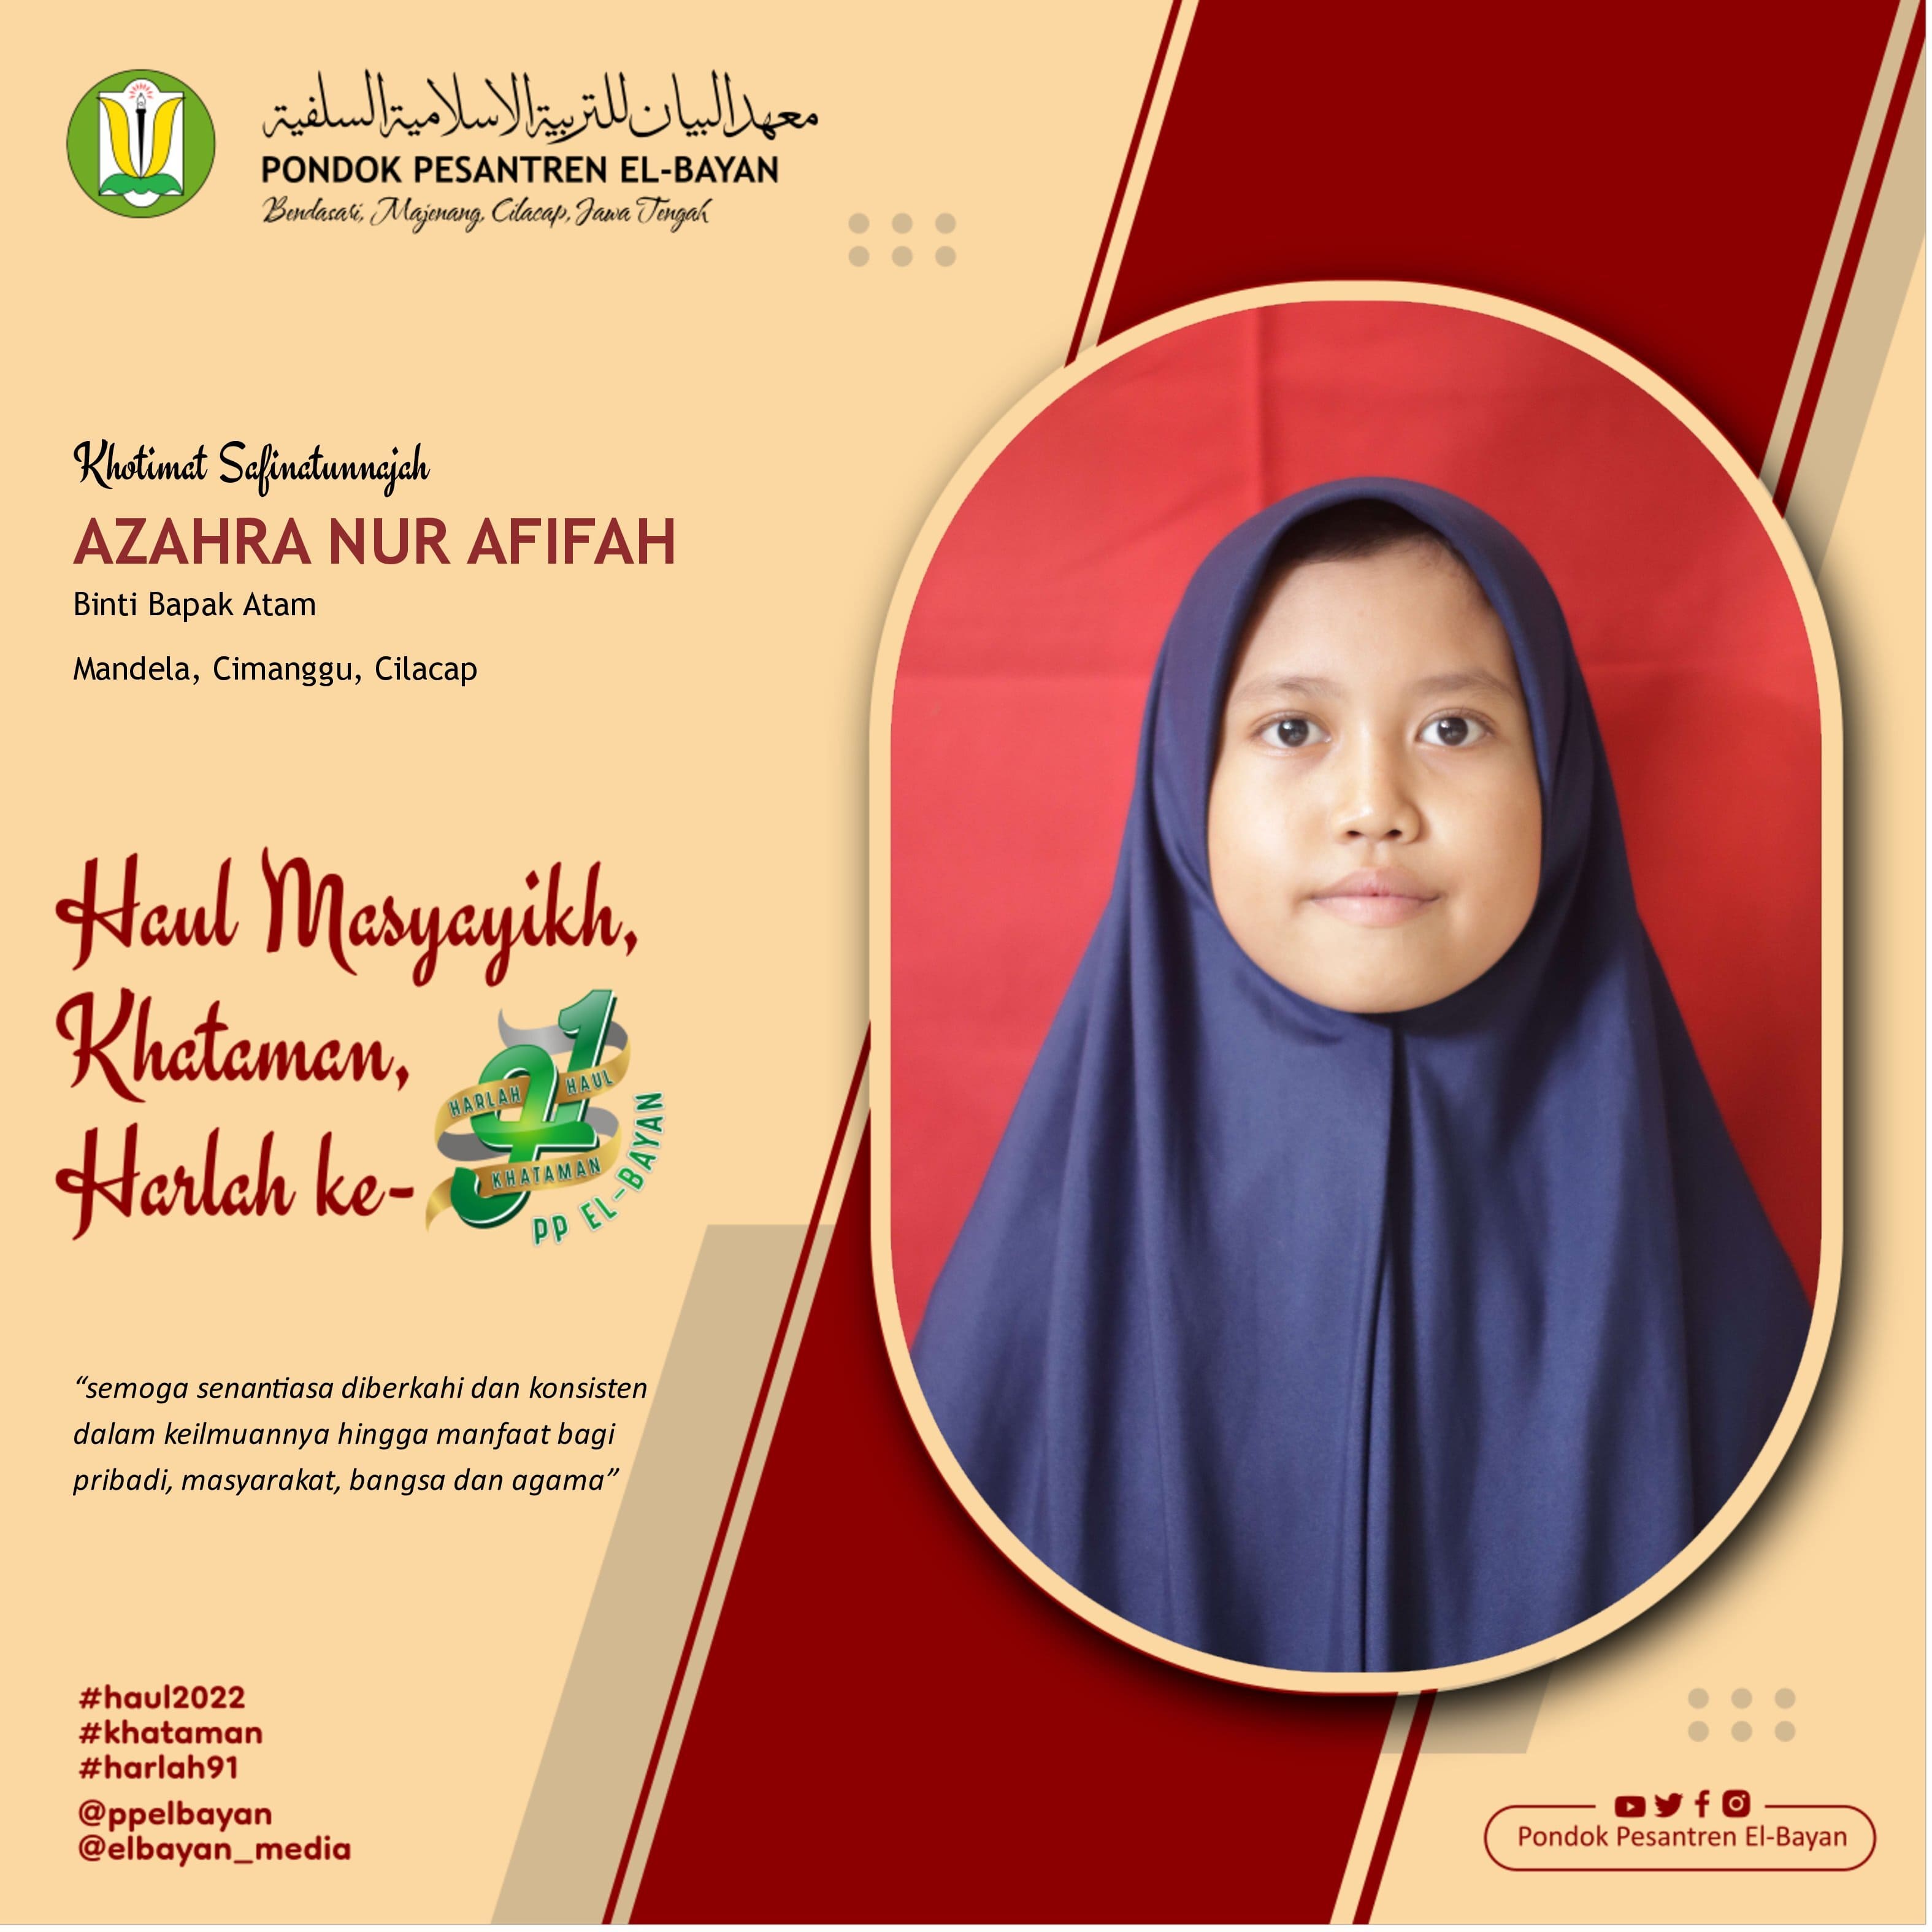 معهد البيان للتربية الاسلامية السلفية
PONDOK PESANTREN EL-BAYAN
Bendasari, Majenang, Cilacap, Jawa Tengah
Khotimat Safinatunnajah
AZAHRA NUR AFIFAH
Binti Bapak Atam
Mandela, Cimanggu, Cilacap
Haul Masyayikh,
Khataman,
Harlah ke-
91
HARLAH HAUL
KHATAMAN
PP EL-BAYAN
“semoga senantiasa diberkahi dan konsisten
dalam keilmuannya hingga manfaat bagi
pribadi, masyarakat, bangsa dan agama”
#haul2022
#khataman
#harlah91
@ppelbayan
@elbayan_media
Pondok Pesantren El-Bayan